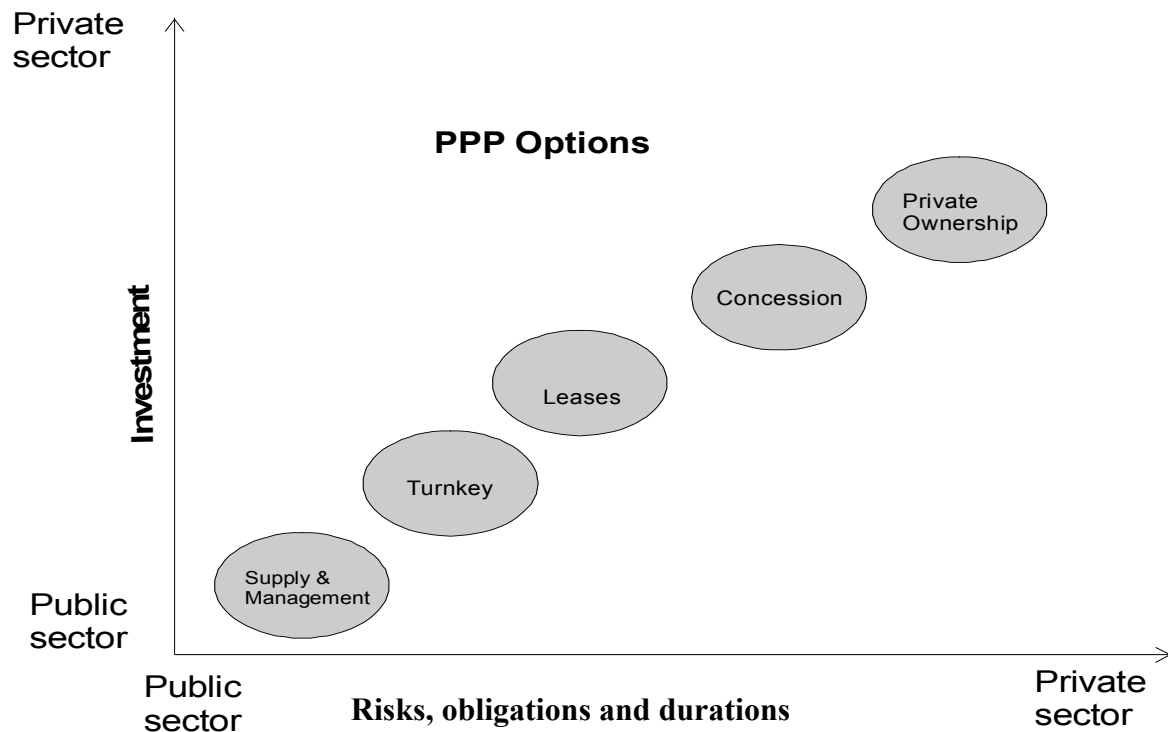 Private
sector
PPP Options
Private
Ownership
Concession
Investment
Leases
Turnkey
Supply &
Management
Public
sector
Public
sector
Risks, obligations and durations
Private
sector